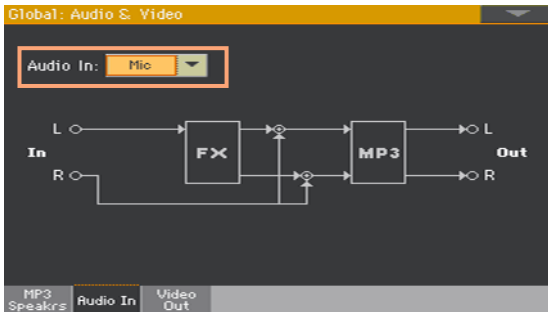 Global: Audio & Video
Audio In: Mic
L
L
In
FX
MP3
Out
R
R
MP3 Speakrs
Audio In
Video Out